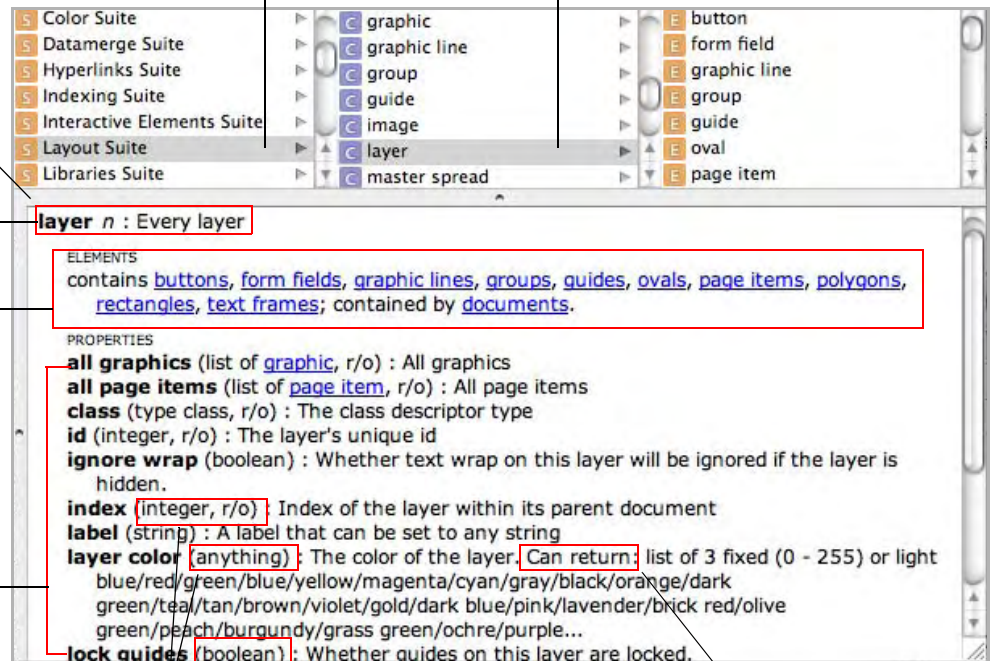 Color Suite
Datamerge Suite
Hyperlinks Suite
Indexing Suite
Interactive Elements Suite
Layout Suite
Libraries Suite
graphic
graphic line
group
guide
image
layer
master spread
button
form field
graphic line
group
guide
oval
page item
layer n : Every layer
ELEMENTS
contains buttons, form fields, graphic lines, groups, guides, ovals, page items, polygons,
rectangles, text frames; contained by documents.
PROPERTIES
all graphics (list of graphic, r/o) : All graphics
all page items (list of page item, r/o) : All page items
class (type class, r/o) : The class descriptor type
id (integer, r/o) : The layer's unique id
ignore wrap (boolean) : Whether text wrap on this layer will be ignored if the layer is
hidden.
index (integer, r/o) : Index of the layer within its parent document
label (string) : A label that can be set to any string
layer color (anything) : The color of the layer. Can return: list of 3 fixed (0 - 255) or light
blue/red/green/blue/yellow/magenta/cyan/gray/black/orange/dark
green/teal/tan/brown/violet/gold/dark blue/pink/lavender/brick red/olive
green/peach/burgundy/grass green/ochre/purple...
lock guides (boolean) : Whether guides on this layer are locked.